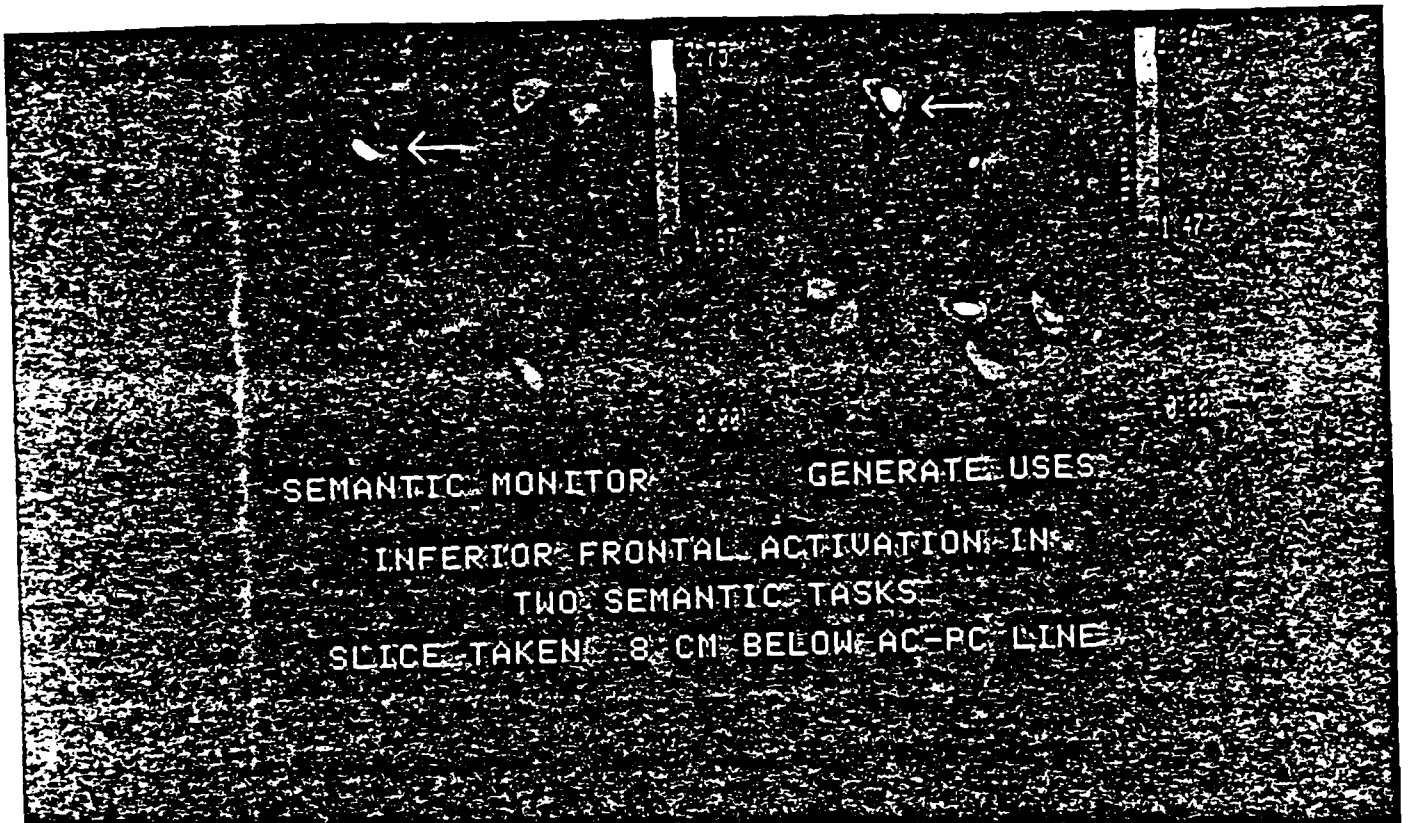 SEMANTIC MONITOR GENERATE USES
INFERIOR FRONTAL ACTIVATION IN
TWO SEMANTIC TASKS
SLICE TAKEN .8 CM BELOW AC-PC LINE